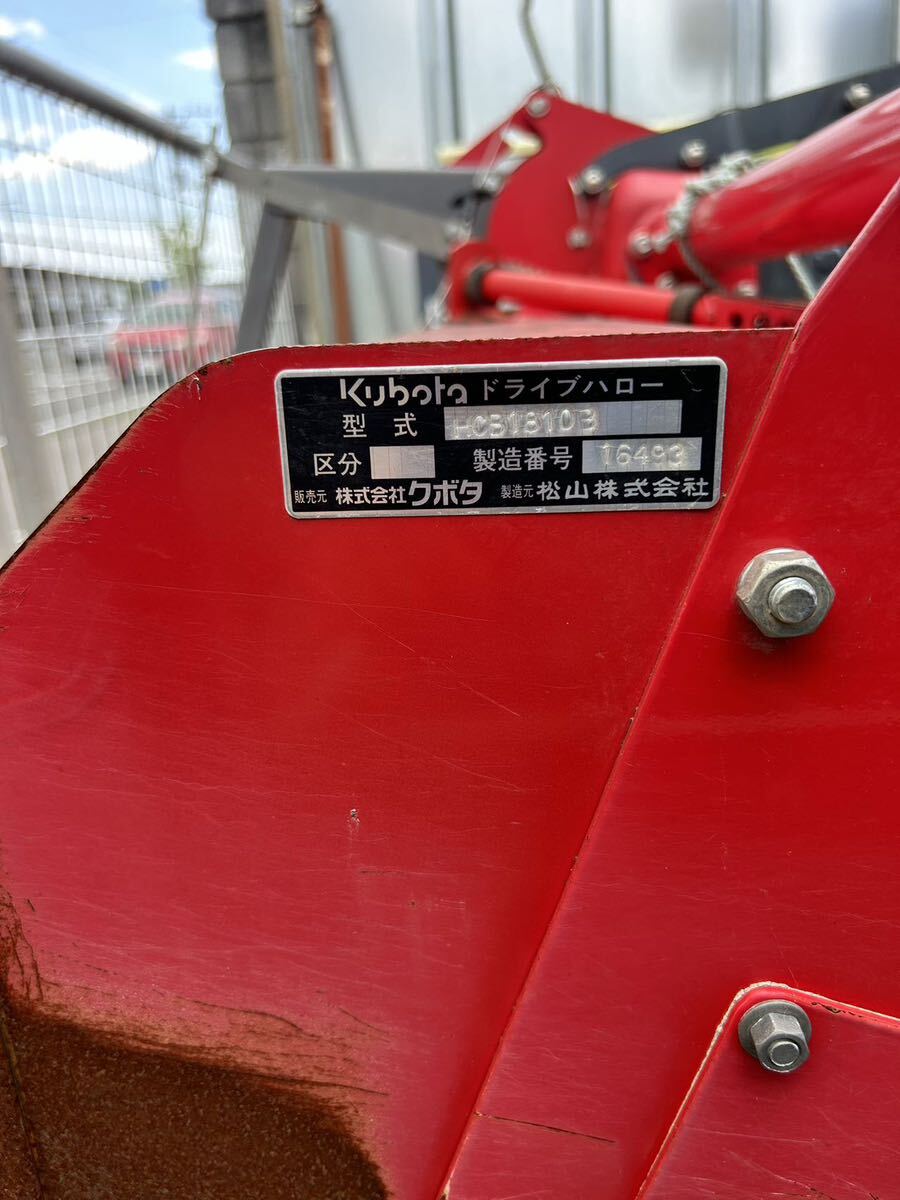 Kubota ドライブハロー
型式 HCB1810B
区分 製造番号 16493
販売元 株式会社クボタ 製造元 松山株式会社